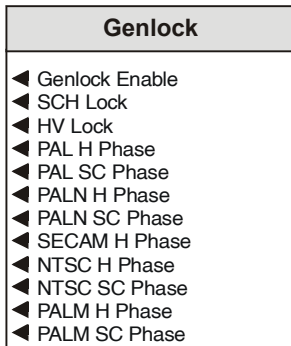 Genlock
Genlock Enable
SCH Lock
HV Lock
PAL H Phase
PAL SC Phase
PALN H Phase
PALN SC Phase
SECAM H Phase
NTSC H Phase
NTSC SC Phase
PALM H Phase
PALM SC Phase